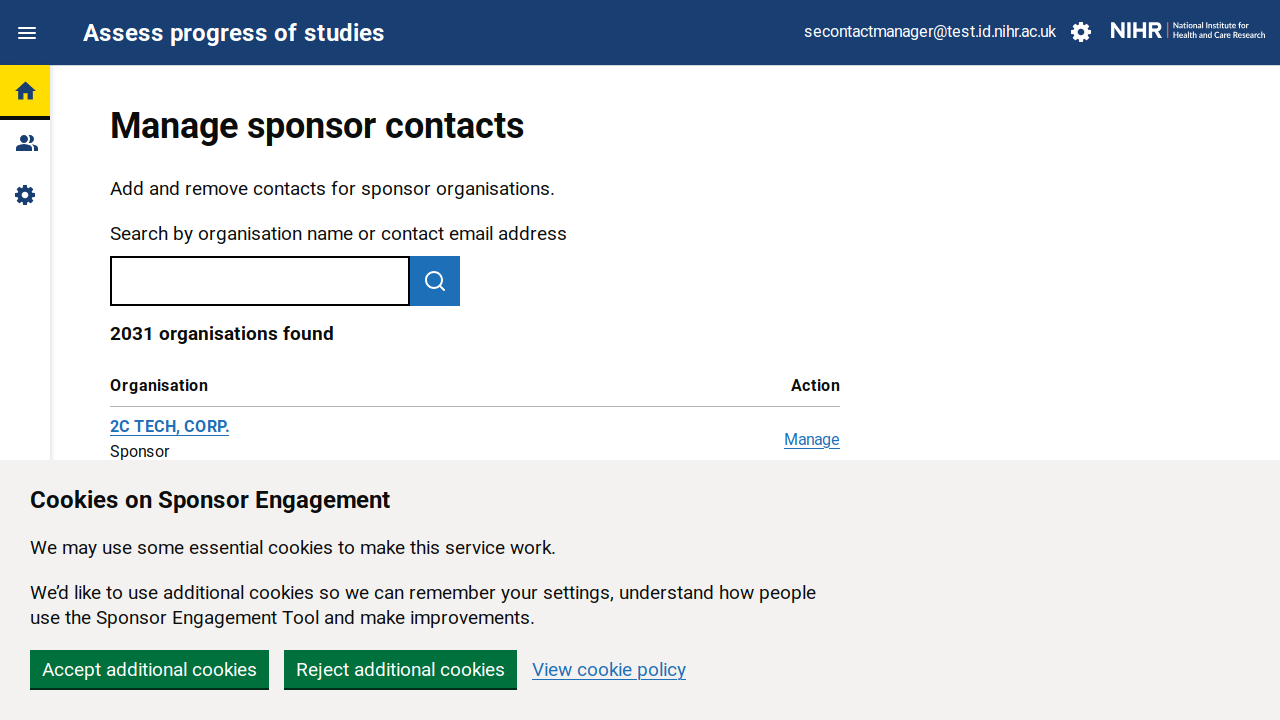 Assess progress of studies
secontactmanager@test.id.nihr.ac.uk
NIHR
National Institute for
Health and Care Research
Manage sponsor contacts
Add and remove contacts for sponsor organisations.
Search by organisation name or contact email address
2031 organisations found
Organisation Action
2C TECH, CORP.
Manage
Sponsor
Cookies on Sponsor Engagement
We may use some essential cookies to make this service work.
We’d like to use additional cookies so we can remember your settings, understand how people
use the Sponsor Engagement Tool and make improvements.
Accept additional cookies Reject additional cookies View cookie policy